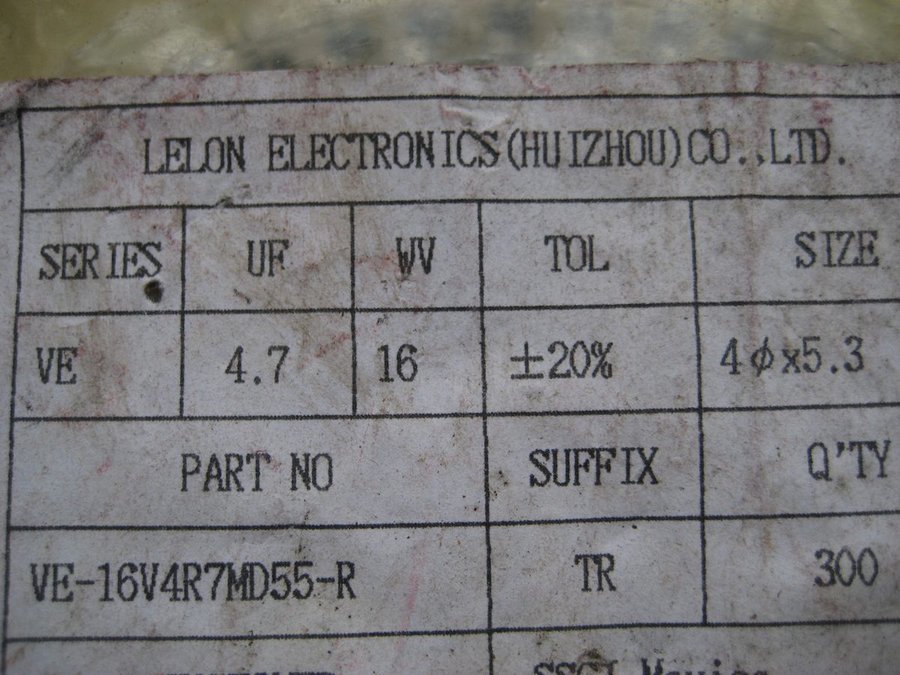 LELON ELECTRONICS(HUIZHOU)CO.,LTD.
SERIES UF WV TOL SIZE
VE 4.7 16 ±20% 4ϕx5.3
PART NO SUFFIX Q'TY
VE-16V4R7MD55-R TR 300